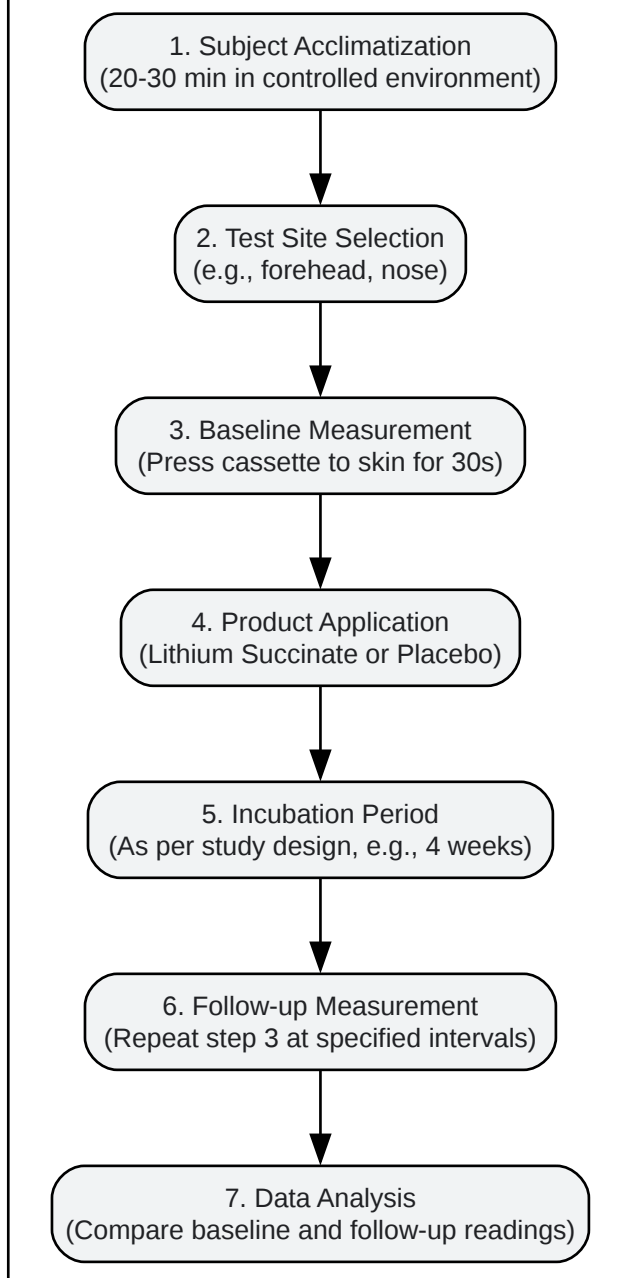 1. Subject Acclimatization
(20-30 min in controlled environment)
2. Test Site Selection
(e.g., forehead, nose)
3. Baseline Measurement
(Press cassette to skin for 30s)
4. Product Application
(Lithium Succinate or Placebo)
5. Incubation Period
(As per study design, e.g., 4 weeks)
6. Follow-up Measurement
(Repeat step 3 at specified intervals)
7. Data Analysis
(Compare baseline and follow-up readings)